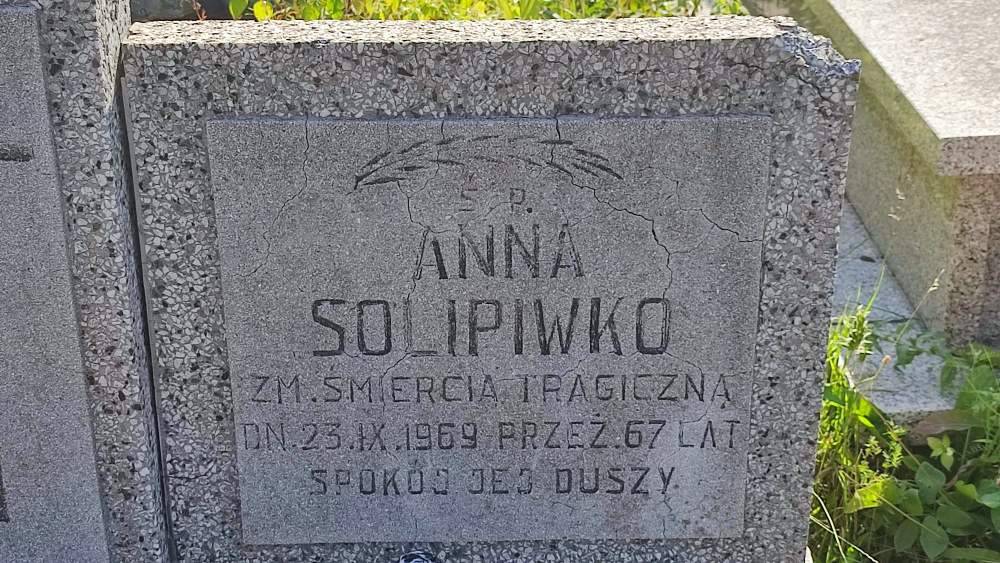 Ś.P.
ANNA
SOLIPIWKO
ZM. ŚMIERCIĄ TRAGICZNĄ
DN. 23.IX.1969 PRZEŻ. 67 LAT
SPOKÓJ JEJ DUSZY